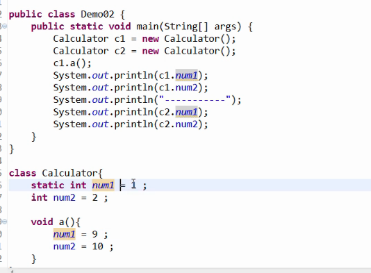 public class Demo02 {
public static void main(String[] args) {
Calculator c1 = new Calculator();
Calculator c2 = new Calculator();
c1.a();
System.out.println(c1.num1);
System.out.println(c1.num2);
System.out.println("-----------");
System.out.println(c2.num1);
System.out.println(c2.num2);
}
}
class Calculator{
static int num1 = 1 ;
int num2 = 2 ;
void a(){
num1 = 9 ;
num2 = 10 ;
}
}